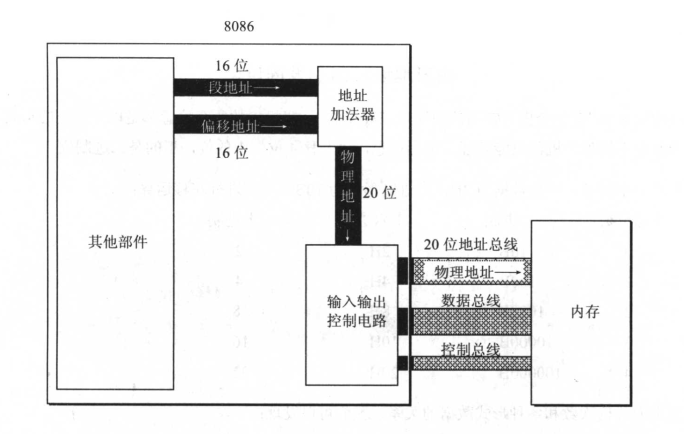 8086
16 位
段地址→
地址
加法器
偏移地址→
16 位
物
理
地
址
↓
20 位
其他部件
20 位地址总线
物理地址→
输入输出
控制电路
数据总线
内存
控制总线